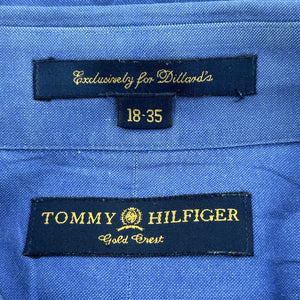 Exclusively for Dillard's
18-35
TOMMY HILFIGER
Gold Crest